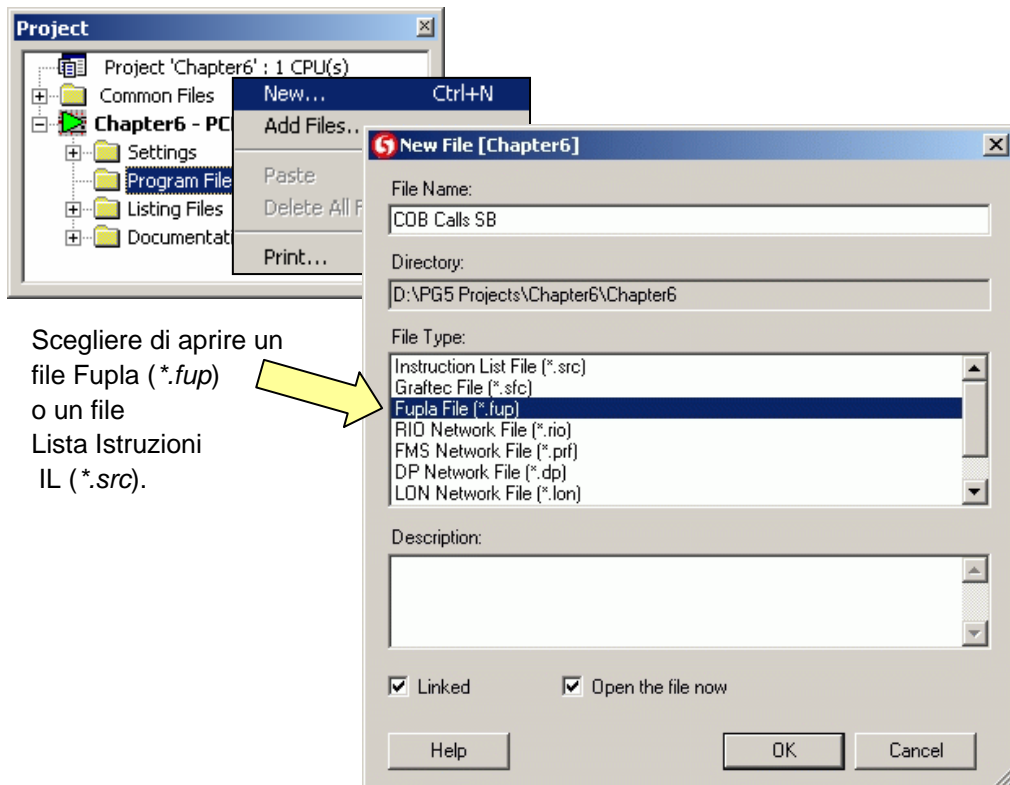 Project
Project 'Chapter6' : 1 CPU(s)
Common Files
Chapter6 - PC
Settings
Program File
Listing Files
Documentati
New... Ctrl+N
Add Files..
Paste
Delete All F
Print...
New File [Chapter6]
File Name:
COB Calls SB
Directory:
D:\PG5 Projects\Chapter6\Chapter6
File Type:
Instruction List File (*.src)
Graftec File (*.sfc)
Fupla File (*.fup)
RIO Network File (*.rio)
FMS Network File (*.prf)
DP Network File (*.dp)
LON Network File (*.lon)
Description:
Linked
Open the file now
Help
OK
Cancel
Scegliere di aprire un
file Fupla (*.fup)
o un file
Lista Istruzioni
IL (*.src).